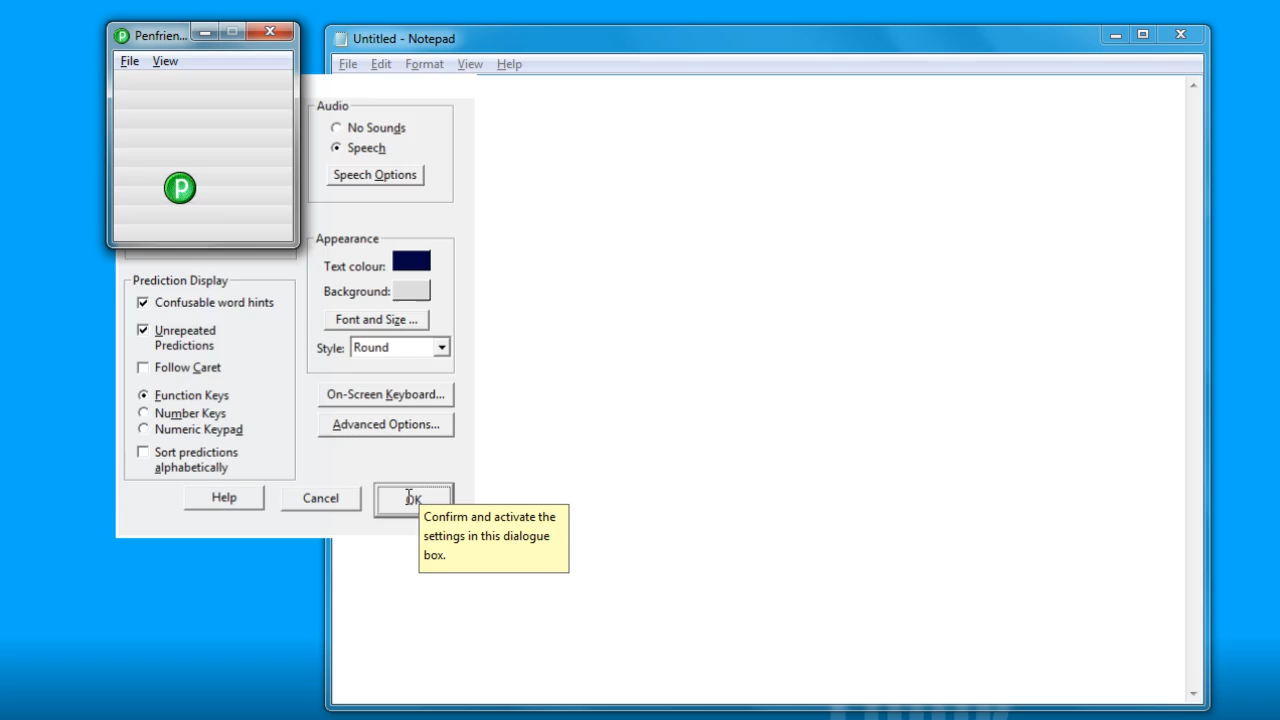 Penfrien...
File View
P
Untitled - Notepad
File Edit Format View Help
Audio
No Sounds
Speech
Speech Options
Appearance
Text colour:
Background:
Font and Size ...
Style: Round
Prediction Display
Confusable word hints
Unrepeated
Predictions
Follow Caret
Function Keys
Number Keys
Numeric Keypad
Sort predictions
alphabetically
On-Screen Keyboard...
Advanced Options...
Help Cancel OK
Confirm and activate the
settings in this dialogue
box.